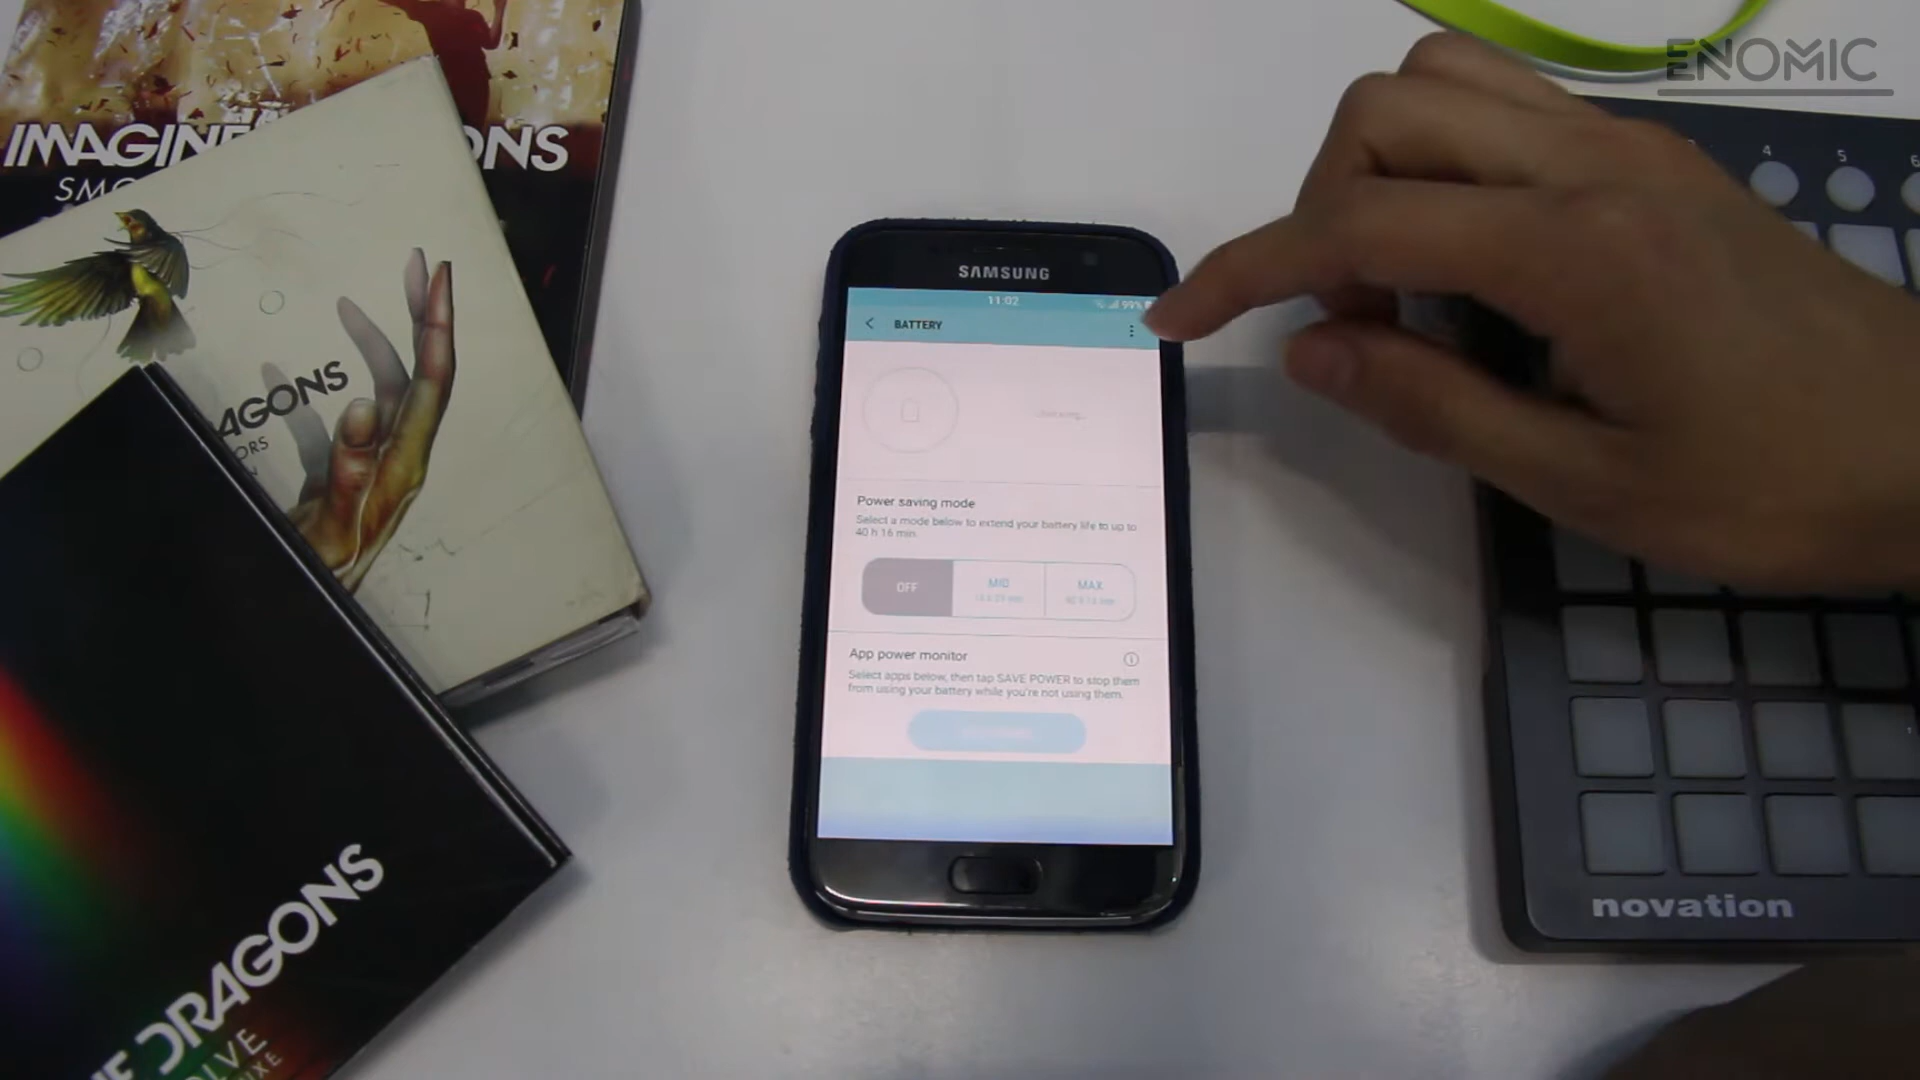 ENOMIC
IMAGINE
ONS
SMO
AGONS
ORS
N
E DRAGONS
OLVE
SAMSUNG
11:02
99%
BATTERY
Power saving mode
Select a mode below to extend your battery life to up to
40 h 16 min.
OFF
MID
MAX
App power monitor
Select apps below, then tap SAVE POWER to stop them
from using your battery while you're not using them.
4
5
6
novation